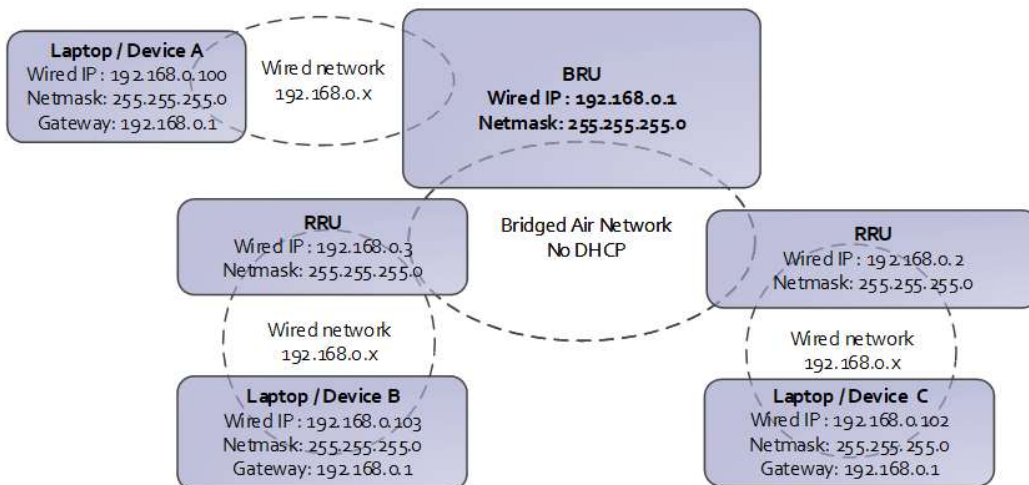 Laptop / Device A
Wired IP : 192.168.0.100
Netmask: 255.255.255.0
Gateway: 192.168.0.1
Wired network
192.168.0.x
BRU
Wired IP : 192.168.0.1
Netmask: 255.255.255.0
RRU
Wired IP : 192.168.0.3
Netmask: 255.255.255.0
Bridged Air Network
No DHCP
RRU
Wired IP : 192.168.0.2
Netmask: 255.255.255.0
Wired network
192.168.0.x
Wired network
192.168.0.x
Laptop / Device B
Wired IP : 192.168.0.103
Netmask: 255.255.255.0
Gateway: 192.168.0.1
Laptop / Device C
Wired IP : 192.168.0.102
Netmask: 255.255.255.0
Gateway: 192.168.0.1